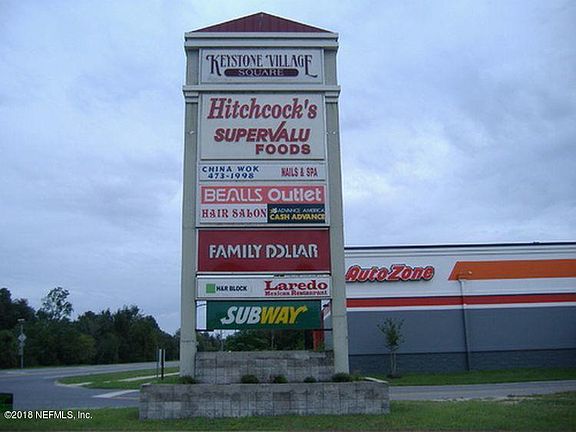 KEYSTONE VILLAGE
SQUARE
Hitchcock's
SUPERVALU
FOODS
CHINA WOK
473-1998
NAILS & SPA
BEALLS Outlet
HAIR SALON
ADVANCE AMERICA
CASH ADVANCE
FAMILY DOLLAR
H&R BLOCK
Laredo
Mexican Restaurant
SUBWAY
AutoZone
©2018 NEFMLS, Inc.